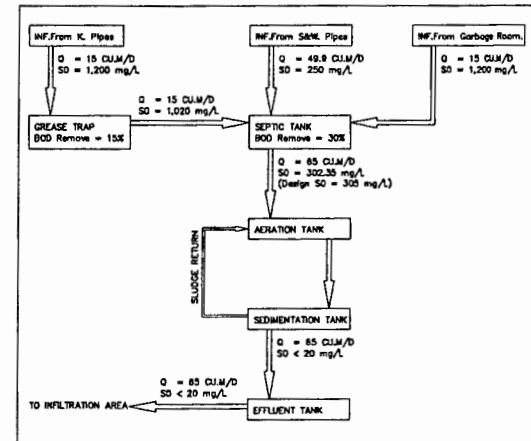 INF.From K. Pipes
INF.From S&W. Pipes
INF.From Garbage Room.
Q = 15 CU.M/D
S0 = 1,200 mg/L
Q = 49.9 CU.M/D
S0 = 250 mg/L
Q = 15 CU.M/D
S0 = 1,200 mg/L
Q = 15 CU.M/D
S0 = 1,020 mg/L
GREASE TRAP
BOD Remove = 15%
SEPTIC TANK
BOD Remove = 30%
Q = 65 CU.M/D
S0 = 302.35 mg/L
(Design S0 = 305 mg/L)
AERATION TANK
SLUDGE RETURN
SEDIMENTATION TANK
Q = 65 CU.M/D
S0 < 20 mg/L
Q = 65 CU.M/D
S0 < 20 mg/L
TO INFILTRATION AREA
EFFLUENT TANK